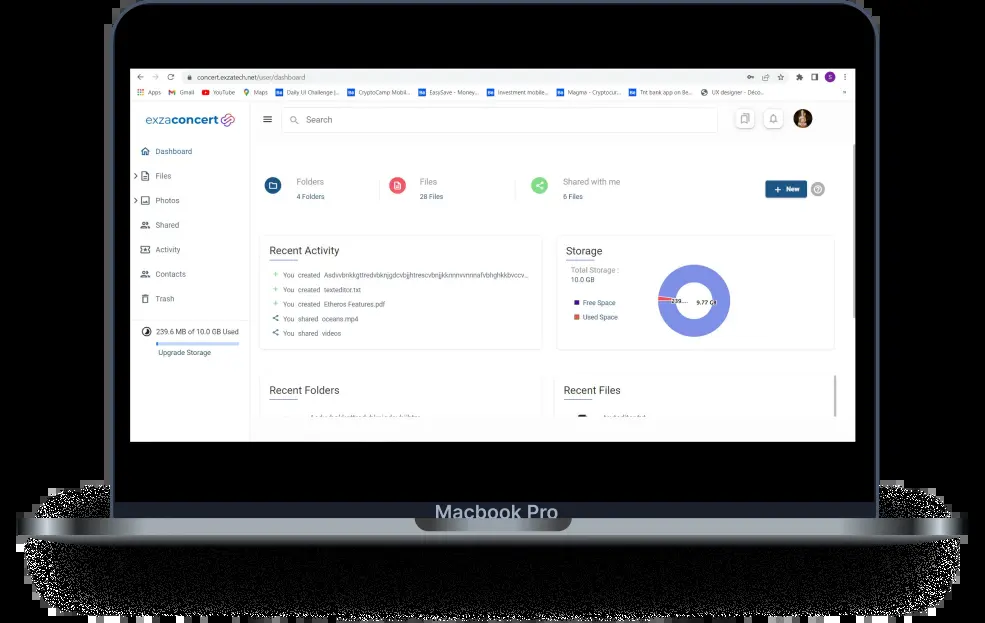 concert.exzatech.net/user/dashboard
S
Apps Gmail YouTube Maps Daily UI Challenge |... CryptoCamp Mobil... EasySave - Money... Investment mobile... Magma - Cryptocur... Tnt bank app on Be... UX designer - Déco...
exzaconcert
Search
Dashboard
Files
Photos
Shared
Activity
Contacts
Trash
239.6 MB of 10.0 GB Used
Upgrade Storage
Folders
4 Folders
Files
28 Files
Shared with me
6 Files
+ New
Recent Activity
You created texteditor.txt
You created Etheros Features.pdf
You shared oceans.mp4
You shared videos
Storage
Total Storage :
10.0 GB
Free Space
Used Space
239....
9.77 GB
Recent Folders
Recent Files
Macbook Pro